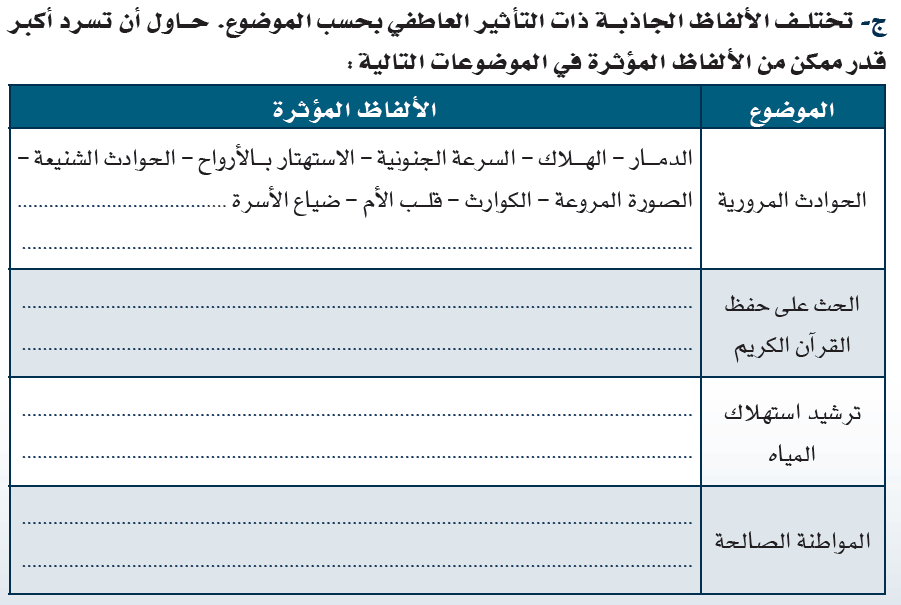 ج- تختلف الألفاظ الجاذبة ذات التأثير العاطفي بحسب الموضوع. حاول أن تسرد أكبر
قدر ممكن من الألفاظ المؤثرة في الموضوعات التالية :
الموضوع الألفاظ المؤثرة
الدمار – الهلاك – السرعة الجنونية – الاستهتار بالأرواح – الحوادث الشنيعة –
الحوادث المرورية الصورة المروعة – الكوارث – قلب الأم – ضياع الأسرة ........................................
................................................................................................................................
الحث على حفظ ................................................................................................................................
القرآن الكريم ................................................................................................................................
ترشيد استهلاك ................................................................................................................................
المياه ................................................................................................................................
................................................................................................................................
المواطنة الصالحة
................................................................................................................................